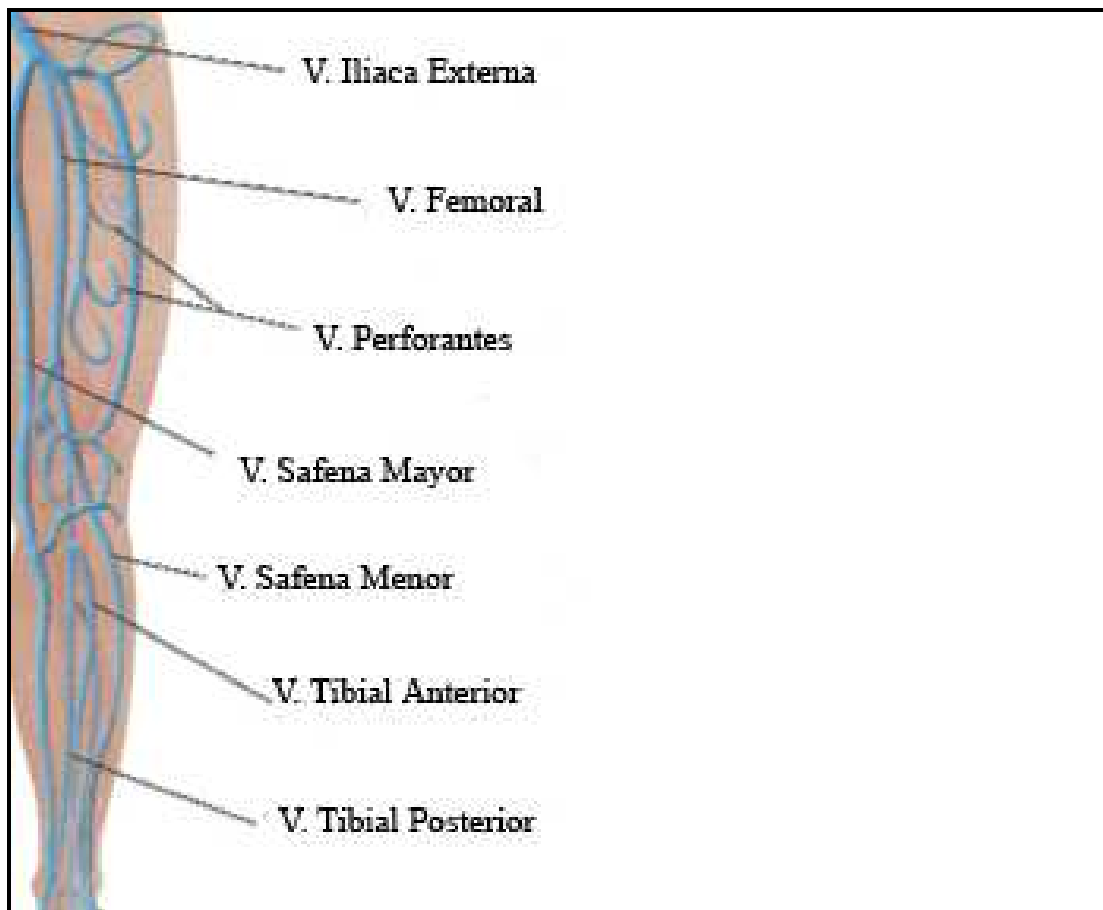 V. Iliaca Externa
V. Femoral
V. Perforantes
V. Safena Mayor
V. Safena Menor
V. Tibial Anterior
V. Tibial Posterior